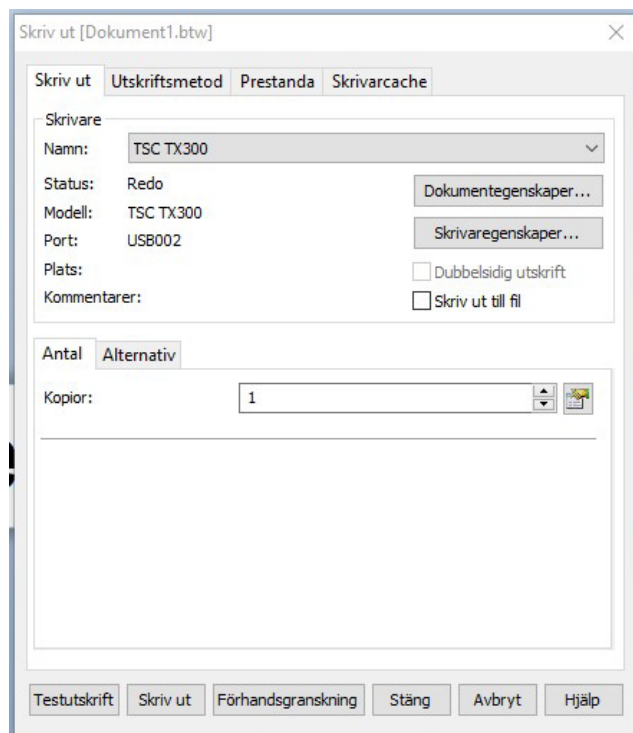 Skriv ut [Dokument1.btw]
Skriv ut Utskriftsmetod Prestanda Skrivarcache
Skrivare
Namn: TSC TX300
Status: Redo
Dokumentegenskaper...
Modell: TSC TX300
Port: USB002
Skrivaregenskaper...
Plats:
Dubbelsidig utskrift
Kommentarer:
Skriv ut till fil
Antal Alternativ
Kopior: 1
Testutskrift Skriv ut Förhandsgranskning Stäng Avbryt Hjälp